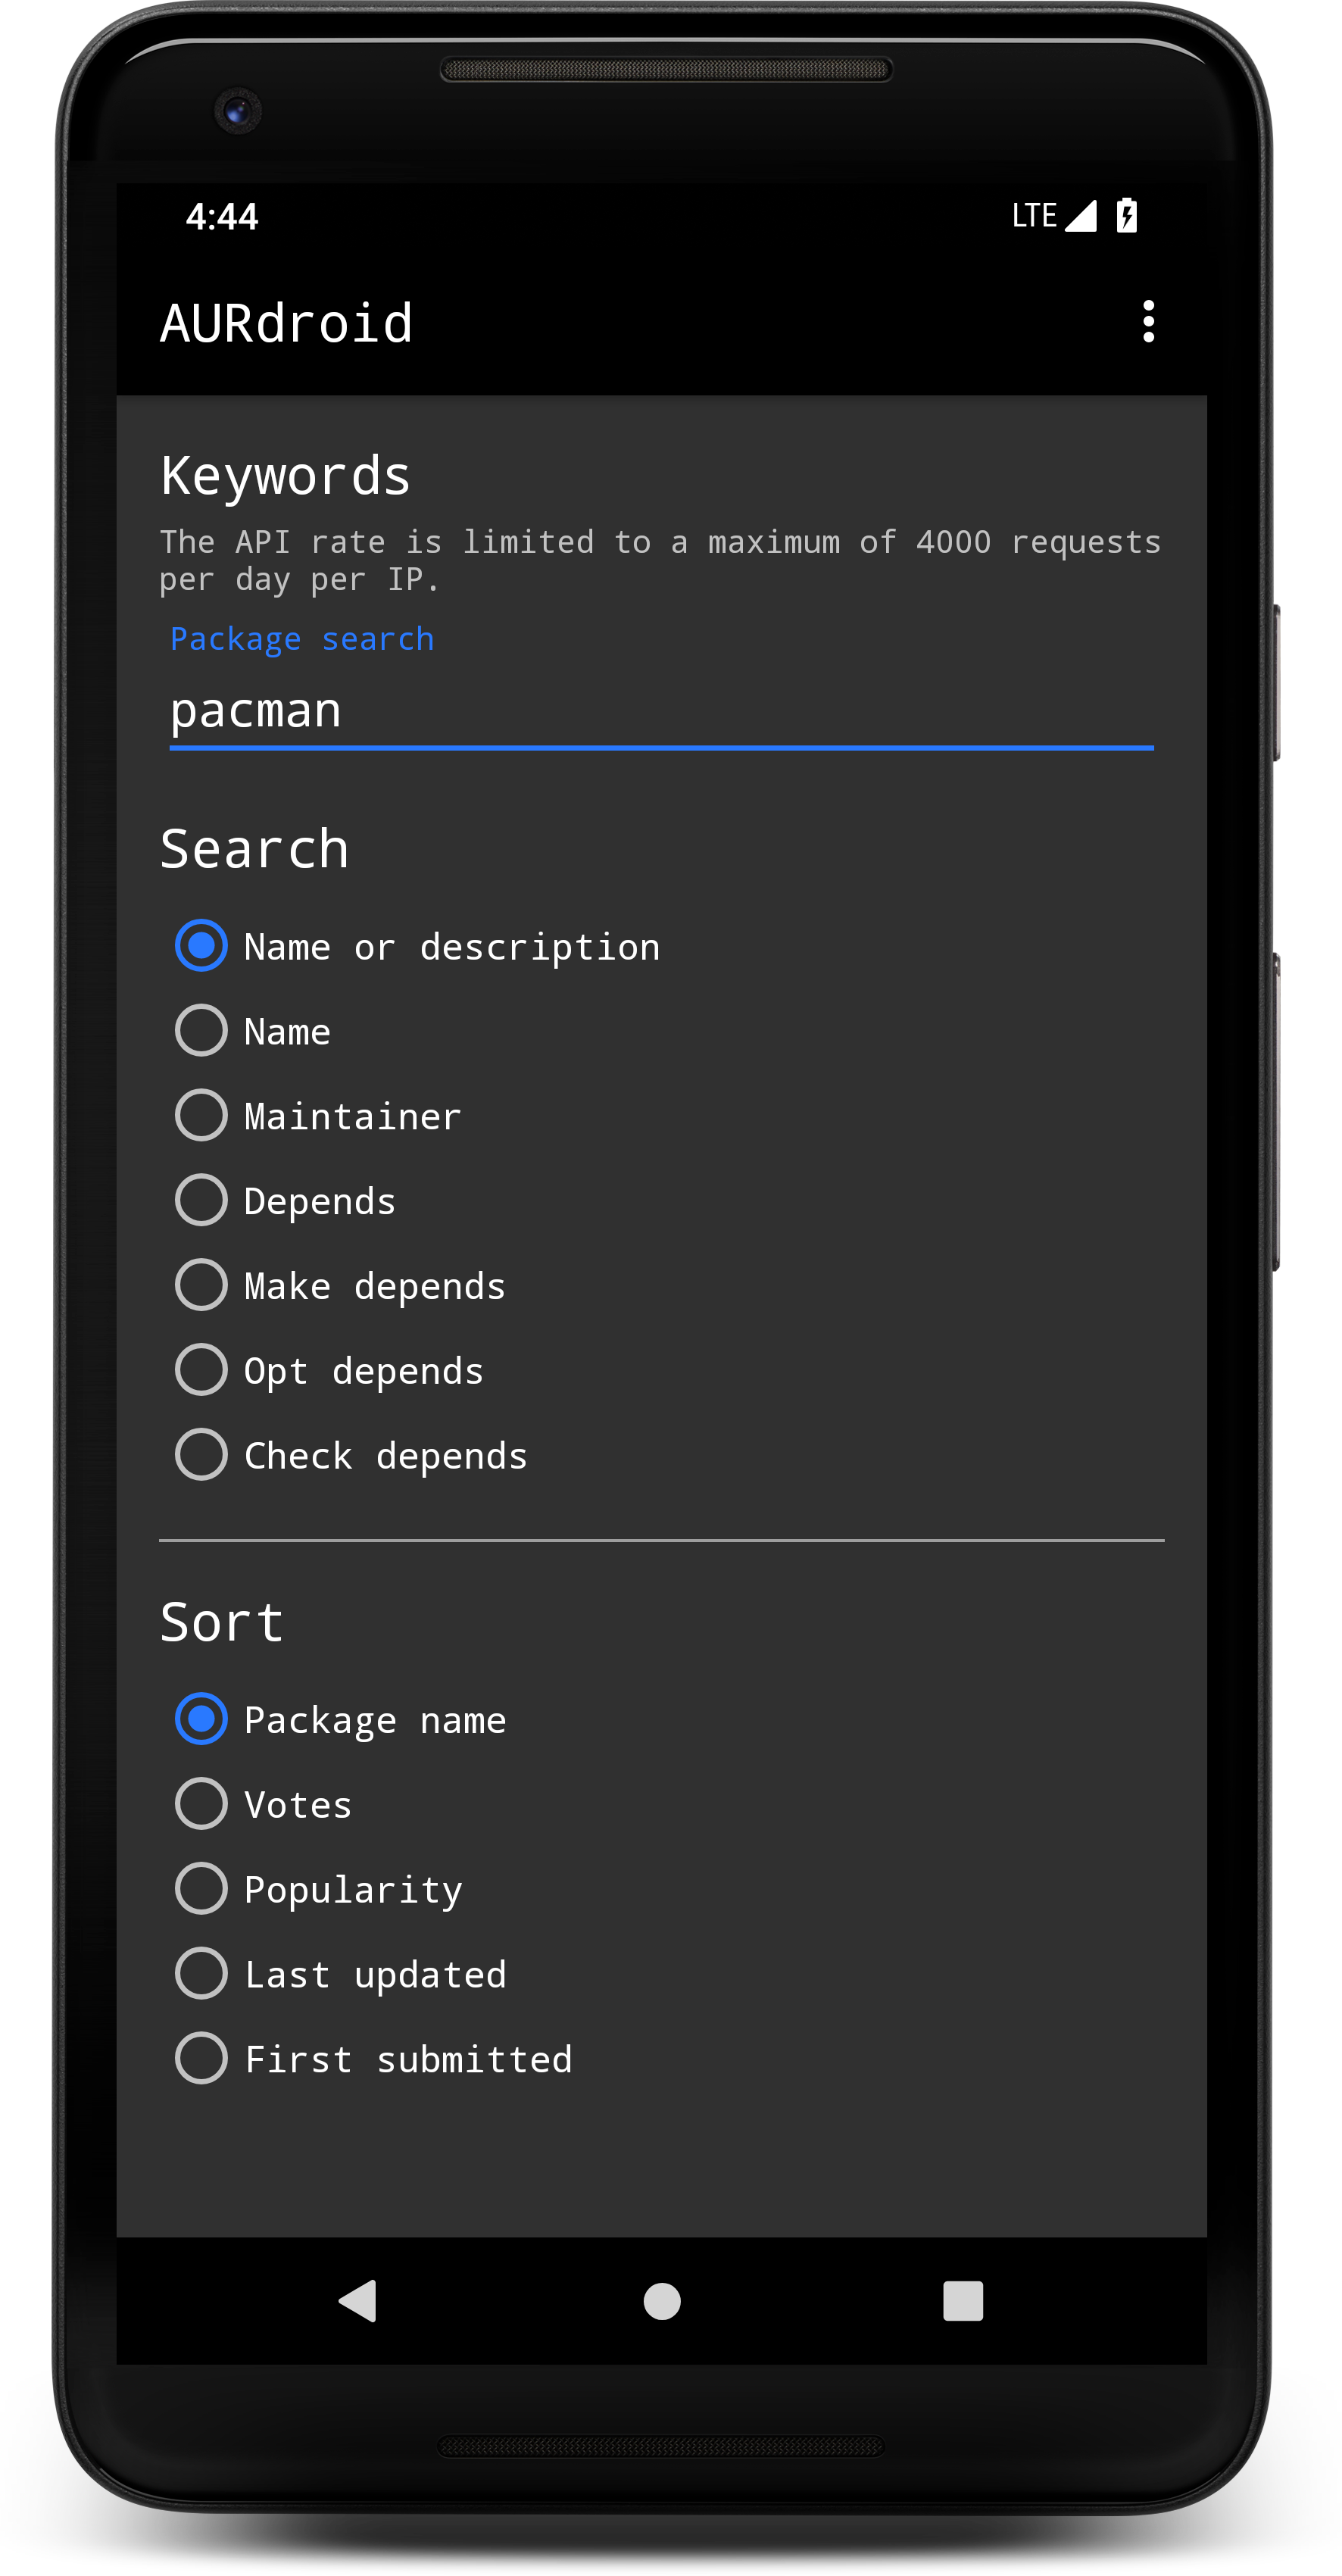 4:44
LTE
AURdroid
Keywords
The API rate is limited to a maximum of 4000 requests
per day per IP.
Package search
pacman
Search
Name or description
Name
Maintainer
Depends
Make depends
Opt depends
Check depends
Sort
Package name
Votes
Popularity
Last updated
First submitted